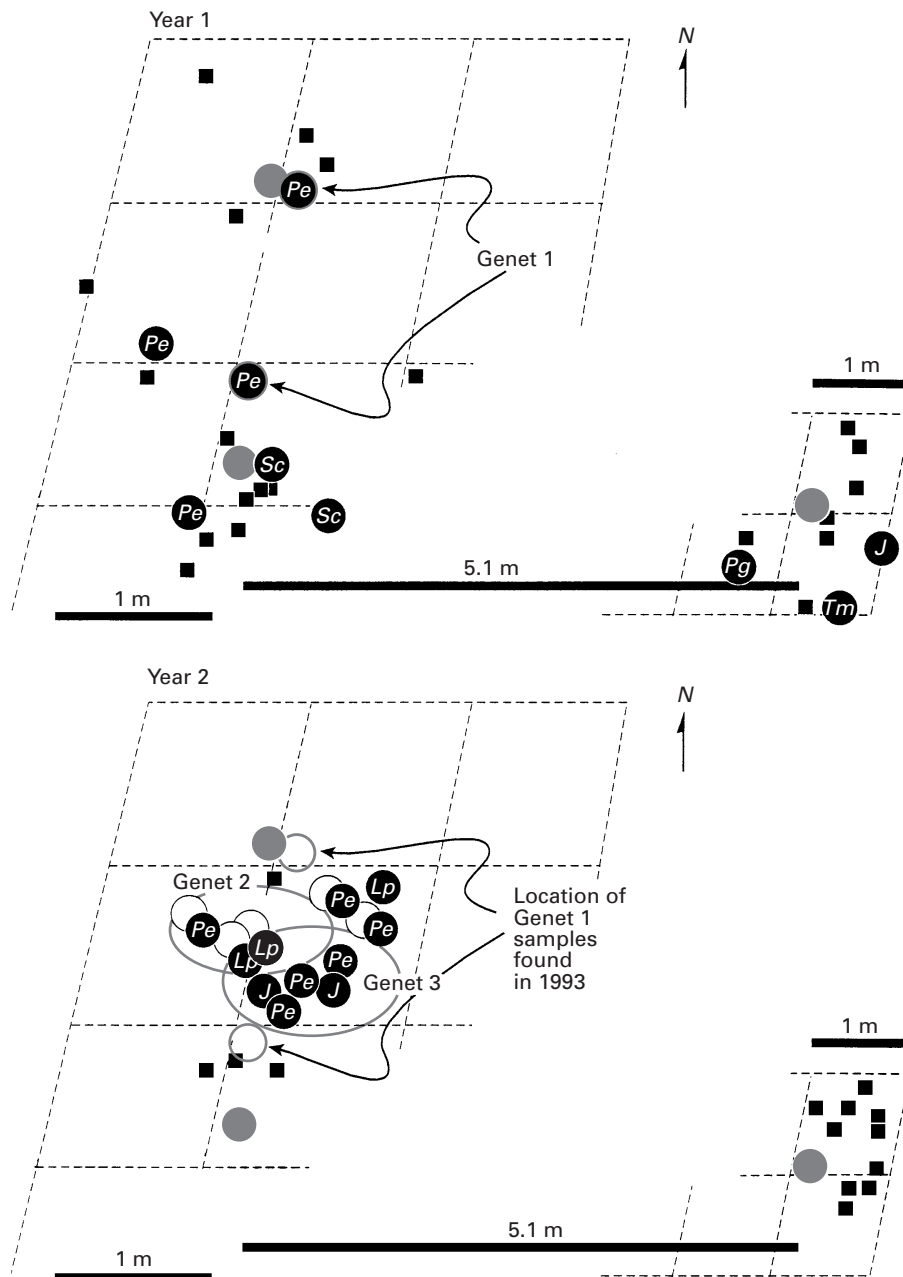 Year 1
N
Pe
Genet 1
Pe
1 m
Pe
Sc
Pe
Sc
J
Pg
5.1 m
1 m
Tm
Year 2
N
Genet 2
Lp
Pe
Pe
Pe
Location of
Genet 1
samples
found
in 1993
Lp
Lp
Pe
Genet 3
Pe
J
J
Pe
1 m
5.1 m
1 m